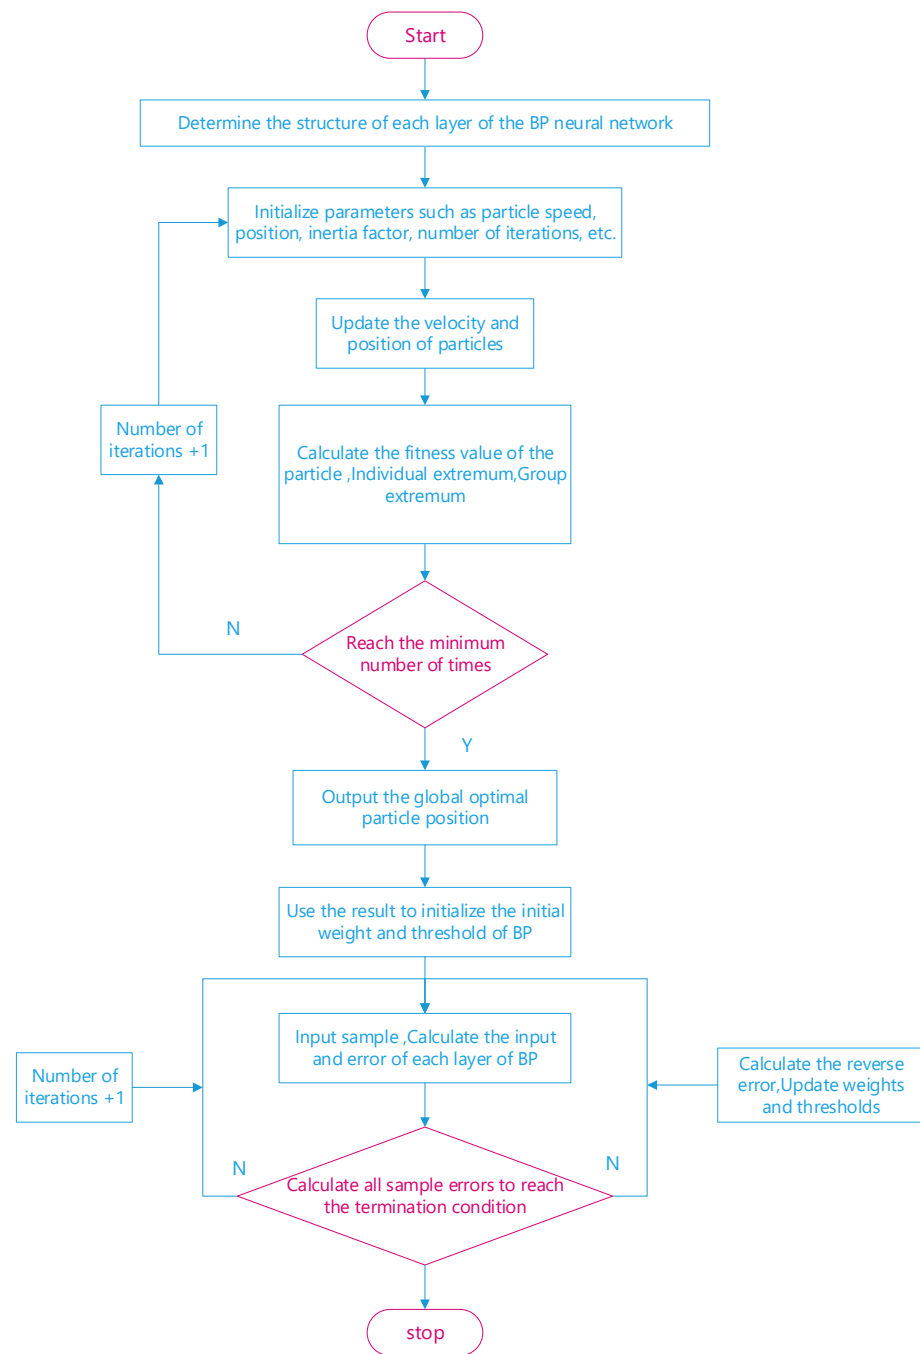 Start
Determine the structure of each layer of the BP neural network
Initialize parameters such as particle speed,
position, inertia factor, number of iterations, etc.
Update the velocity and
position of particles
Number of
iterations +1
Calculate the fitness value of the
particle ,Individual extremum,Group
extremum
N
Reach the minimum
number of times
Y
Output the global optimal
particle position
Use the result to initialize the initial
weight and threshold of BP
Input sample ,Calculate the input
and error of each layer of BP
Number of
iterations +1
Calculate the reverse
error,Update weights
and thresholds
N
N
Calculate all sample errors to reach
the termination condition
stop